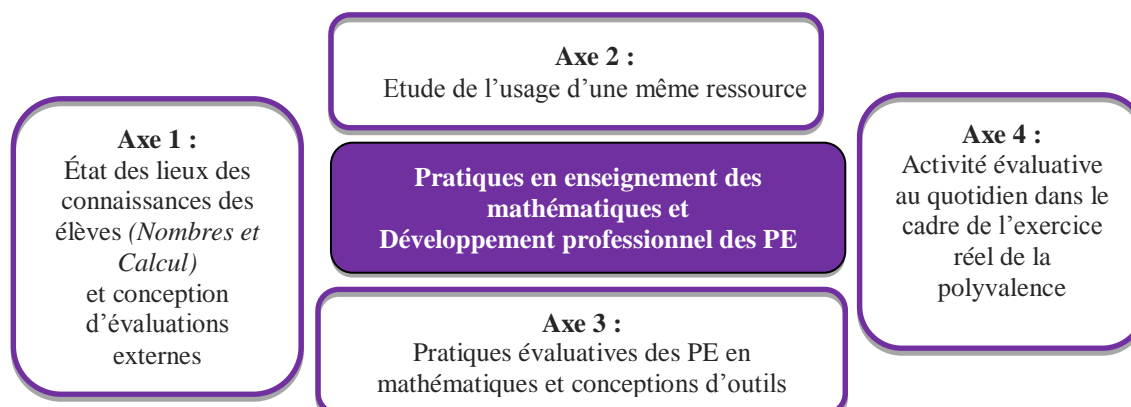 Axe 1 :
État des lieux des
connaissances des
élèves (Nombres et
Calcul)
et conception
d’évaluations
externes
Axe 2 :
Etude de l’usage d’une même ressource
Pratiques en enseignement des
mathématiques et
Développement professionnel des PE
Axe 3 :
Pratiques évaluatives des PE en
mathématiques et conceptions d’outils
Axe 4 :
Activité évaluative
au quotidien dans le
cadre de l’exercice
réel de la
polyvalence